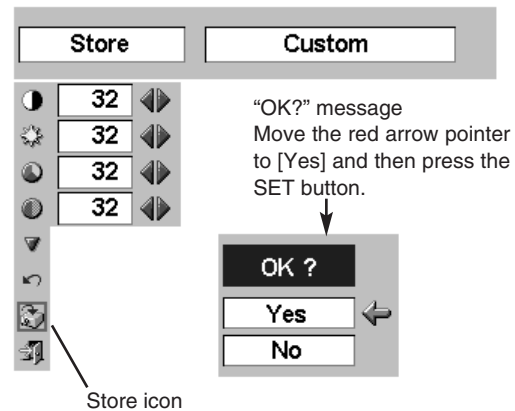 Store
Custom
32
32
32
32
“OK?” message
Move the red arrow pointer
to [Yes] and then press the
SET button.
OK ?
Yes
No
Store icon